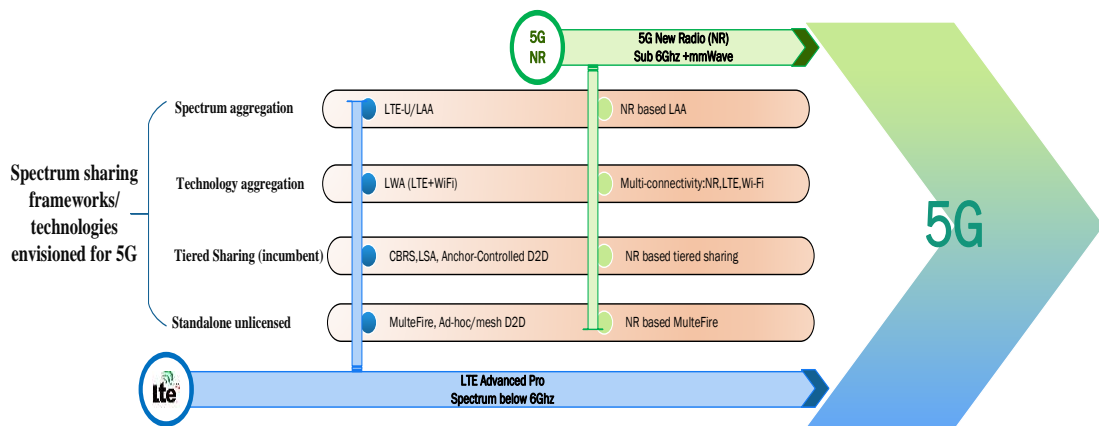 5G
NR
5G New Radio (NR)
Sub 6Ghz +mmWave
Spectrum sharing
frameworks/
technologies
envisioned for 5G
Spectrum aggregation
LTE-U/LAA
NR based LAA
Technology aggregation
LWA (LTE+WiFi)
Multi-connectivity:NR,LTE,Wi-Fi
Tiered Sharing (incumbent)
CBRS,LSA, Anchor-Controlled D2D
NR based tiered sharing
Standalone unlicensed
MulteFire, Ad-hoc/mesh D2D
NR based MulteFire
5G
Lte
LTE Advanced Pro
Spectrum below 6Ghz